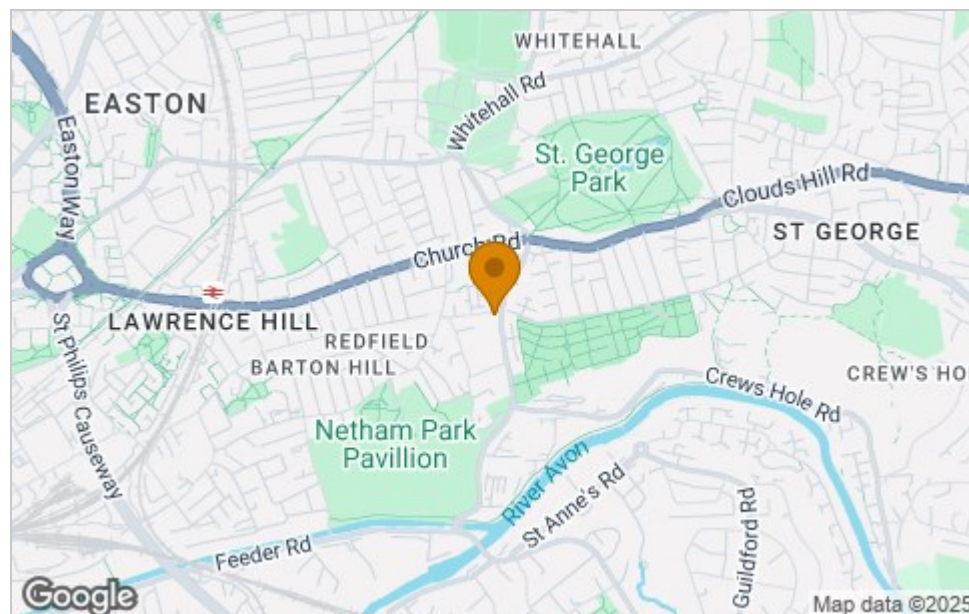 WHITEHALL
EASTON
Whitehall Rd
Easton Way
St. George
Park
Clouds Hill Rd
ST GEORGE
Church Rd
LAWRENCE HILL
REDFIELD
BARTON HILL
St Philips Causeway
CREW'S HO
Crews Hole Rd
Netham Park
Pavillion
River Avon
St Anne's Rd
Guildford Rd
Feeder Rd
Google
Map data ©2025